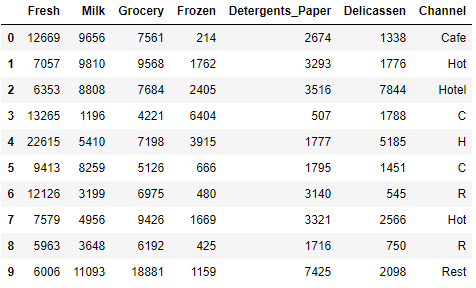 Fresh Milk Grocery Frozen Detergents_Paper Delicassen Channel
0 12669 9656 7561 214 2674 1338 Cafe
1 7057 9810 9568 1762 3293 1776 Hot
2 6353 8808 7684 2405 3516 7844 Hotel
3 13265 1196 4221 6404 507 1788 C
4 22615 5410 7198 3915 1777 5185 H
5 9413 8259 5126 666 1795 1451 C
6 12126 3199 6975 480 3140 545 R
7 7579 4956 9426 1669 3321 2566 Hot
8 5963 3648 6192 425 1716 750 R
9 6006 11093 18881 1159 7425 2098 Rest